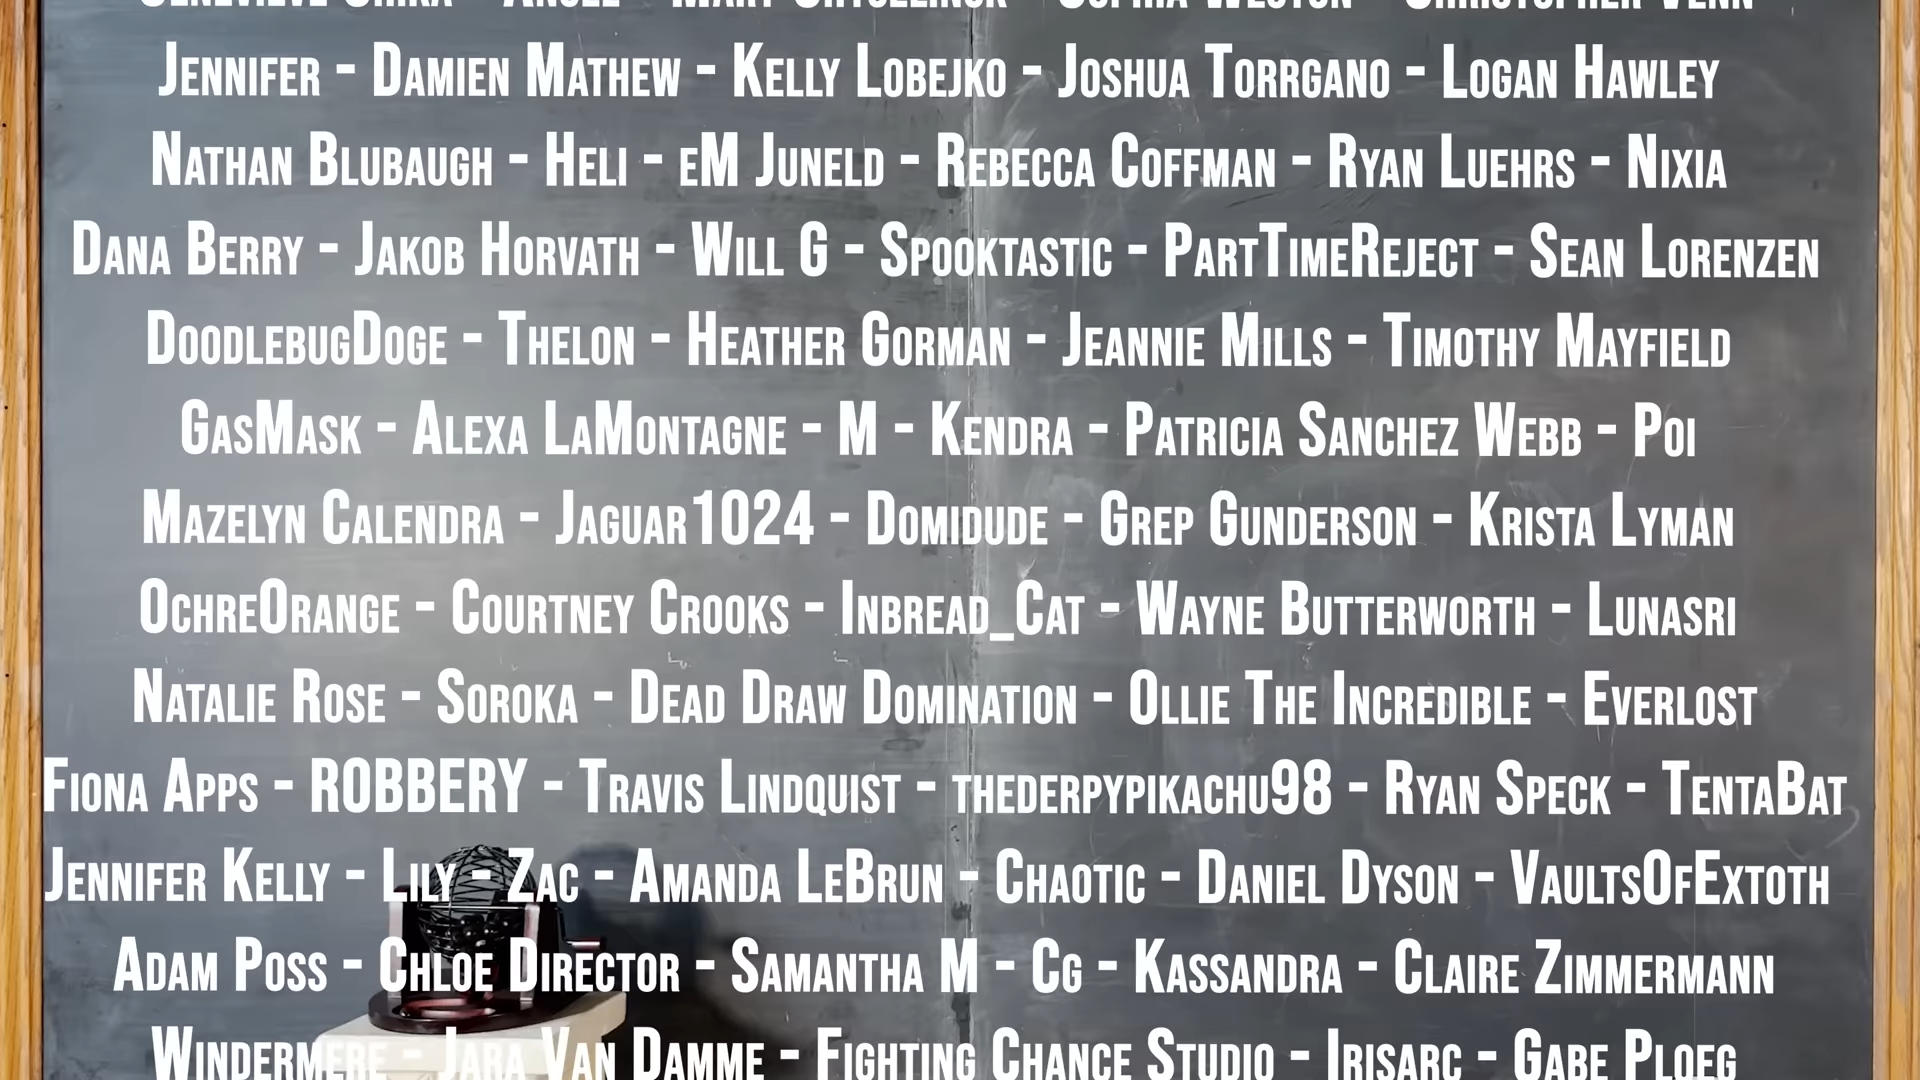 Jennifer - Damien Mathew - Kelly Lobejko - Joshua Torrgano - Logan Hawley
Nathan Blubaugh - Heli - eM Juneld - Rebecca Coffman - Ryan Luehrs - Nixia
Dana Berry - Jakob Horvath - Will G - Spooktastic - PartTimeReject - Sean Lorenzen
DoodlebugDoge - Thelon - Heather Gorman - Jeannie Mills - Timothy Mayfield
GasMask - Alexa LaMontagne - M - Kendra - Patricia Sanchez Webb - Poi
Mazelyn Calendra - Jaguar1024 - Domidude - Grep Gunderson - Krista Lyman
OchreOrange - Courtney Crooks - Inbread_Cat - Wayne Butterworth - Lunasri
Natalie Rose - Soroka - Dead Draw Domination - Ollie The Incredible - Everlost
Fiona Apps - ROBBERY - Travis Lindquist - thederpypikachu98 - Ryan Speck - TentaBat
Jennifer Kelly - Lily - Zac - Amanda LeBrun - Chaotic - Daniel Dyson - VaultsOfExtoth
Adam Poss - Chloe Director - Samantha M - Cg - Kassandra - Claire Zimmermann
Windermere - Jara Van Damme - Fighting Chance Studio - Irisarc - Gabe Ploeg